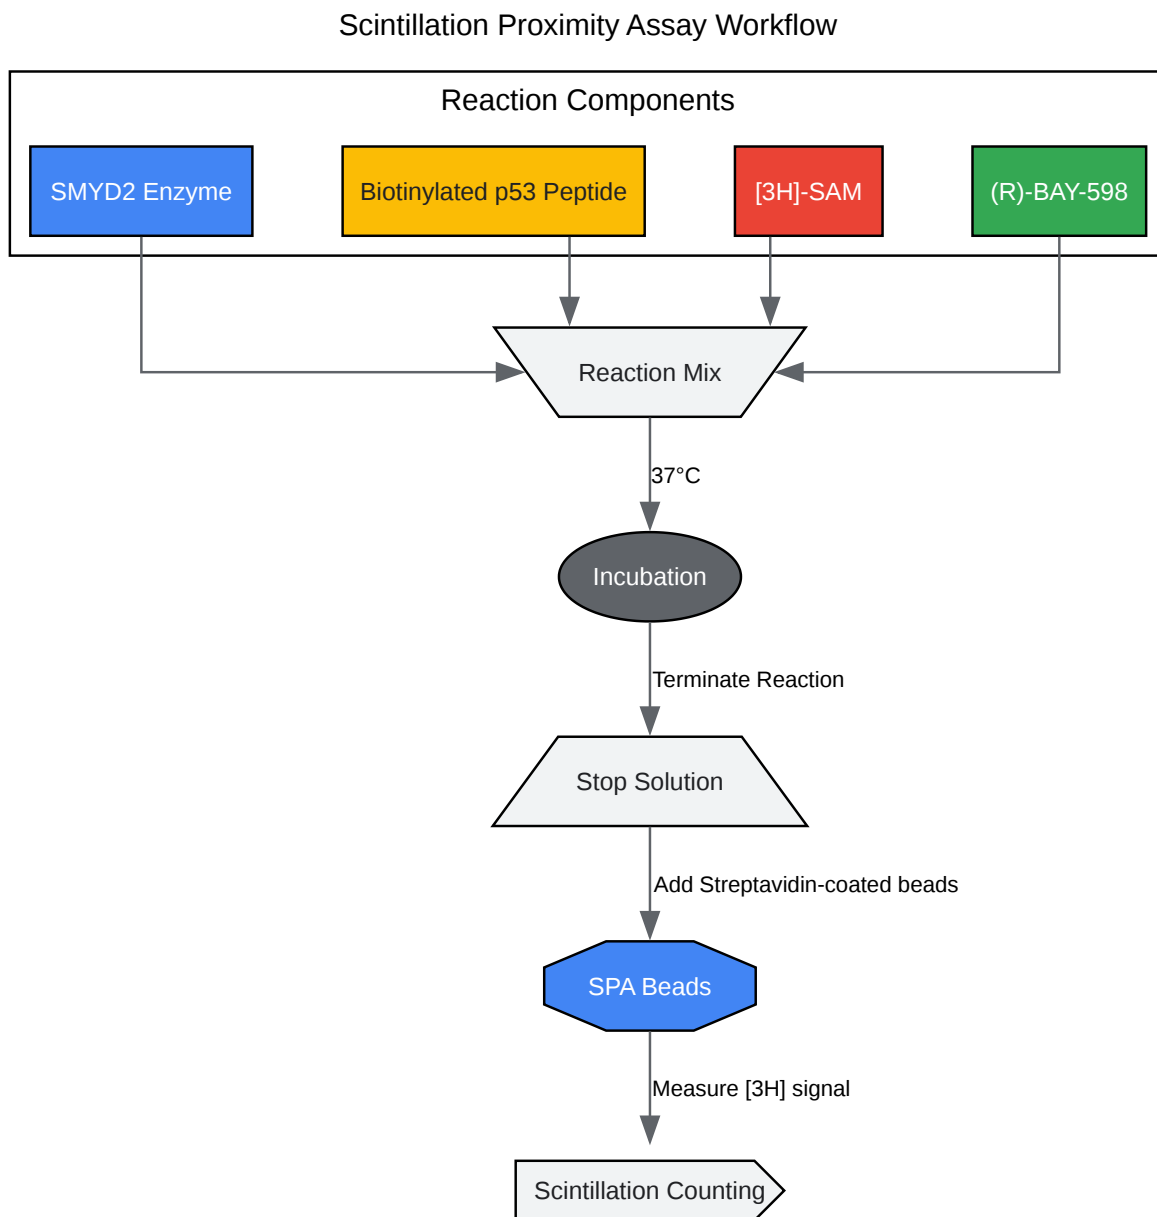 Scintillation Proximity Assay Workflow
Reaction Components
SMYD2 Enzyme
Biotinylated p53 Peptide
[3H]-SAM
(R)-BAY-598
Reaction Mix
37°C
Incubation
Terminate Reaction
Stop Solution
Add Streptavidin-coated beads
SPA Beads
Measure [3H] signal
Scintillation Counting